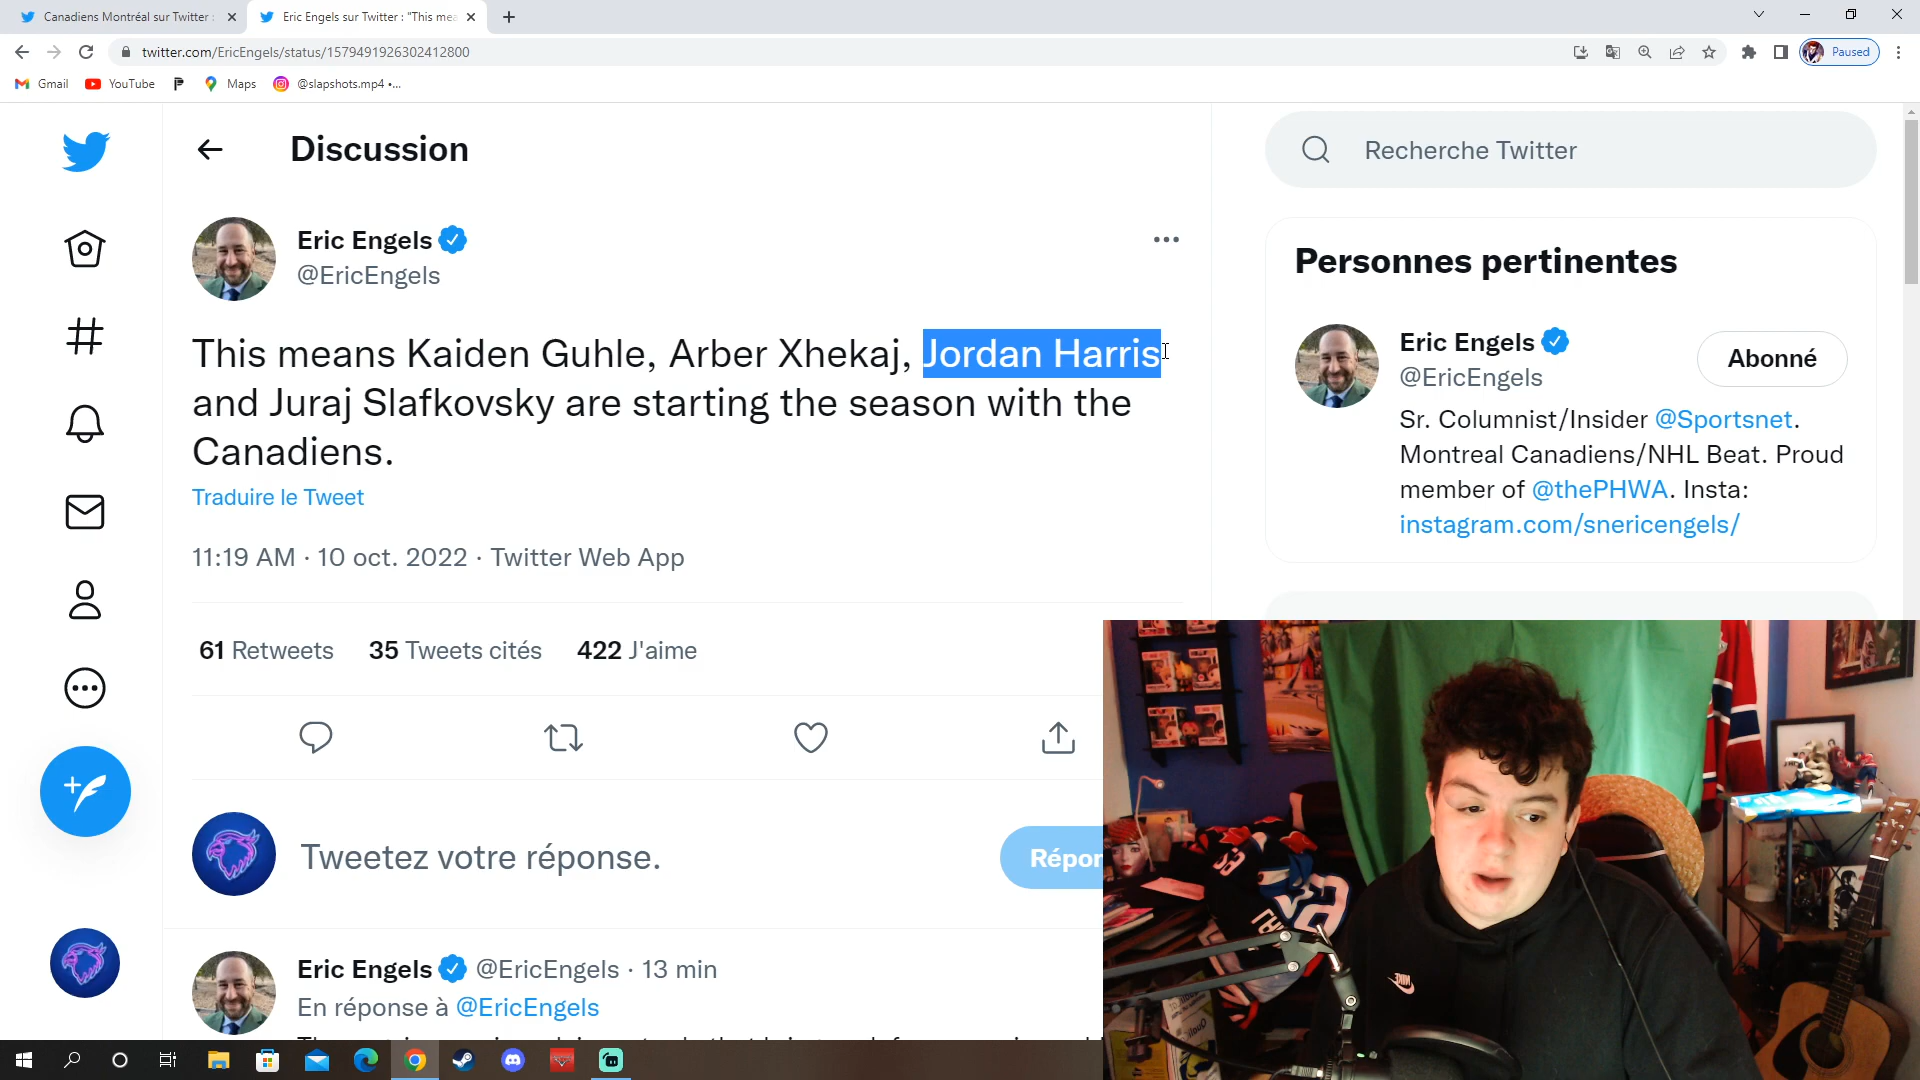 Canadiens Montréal sur Twitter :
Eric Engels sur Twitter : "This mea
twitter.com/EricEngels/status/1579491926302412800
Paused
Gmail
YouTube
Maps
@slapshots.mp4 •...
Discussion
Recherche Twitter
Eric Engels
@EricEngels
This means Kaiden Guhle, Arber Xhekaj, Jordan Harris
and Juraj Slafkovsky are starting the season with the
Canadiens.
Traduire le Tweet
11:19 AM · 10 oct. 2022 · Twitter Web App
61 Retweets 35 Tweets cités 422 J'aime
Tweetez votre réponse.
Répon
Eric Engels @EricEngels · 13 min
En réponse à @EricEngels
Personnes pertinentes
Eric Engels
@EricEngels
Abonné
Sr. Columnist/Insider @Sportsnet.
Montreal Canadiens/NHL Beat. Proud
member of @thePHWA. Insta:
instagram.com/snericengels/